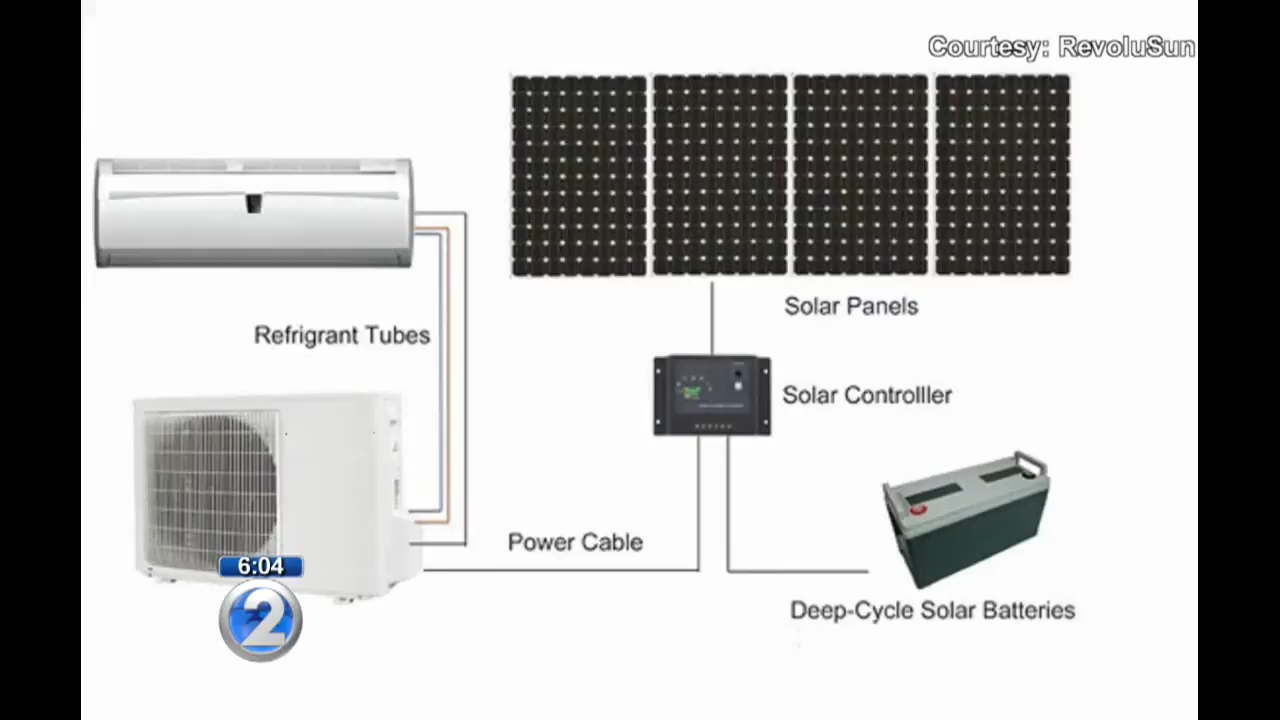 Courtesy: RevoluSun
Solar Panels
Refrigrant Tubes
Solar Controlller
Power Cable
Deep-Cycle Solar Batteries
6:04
2